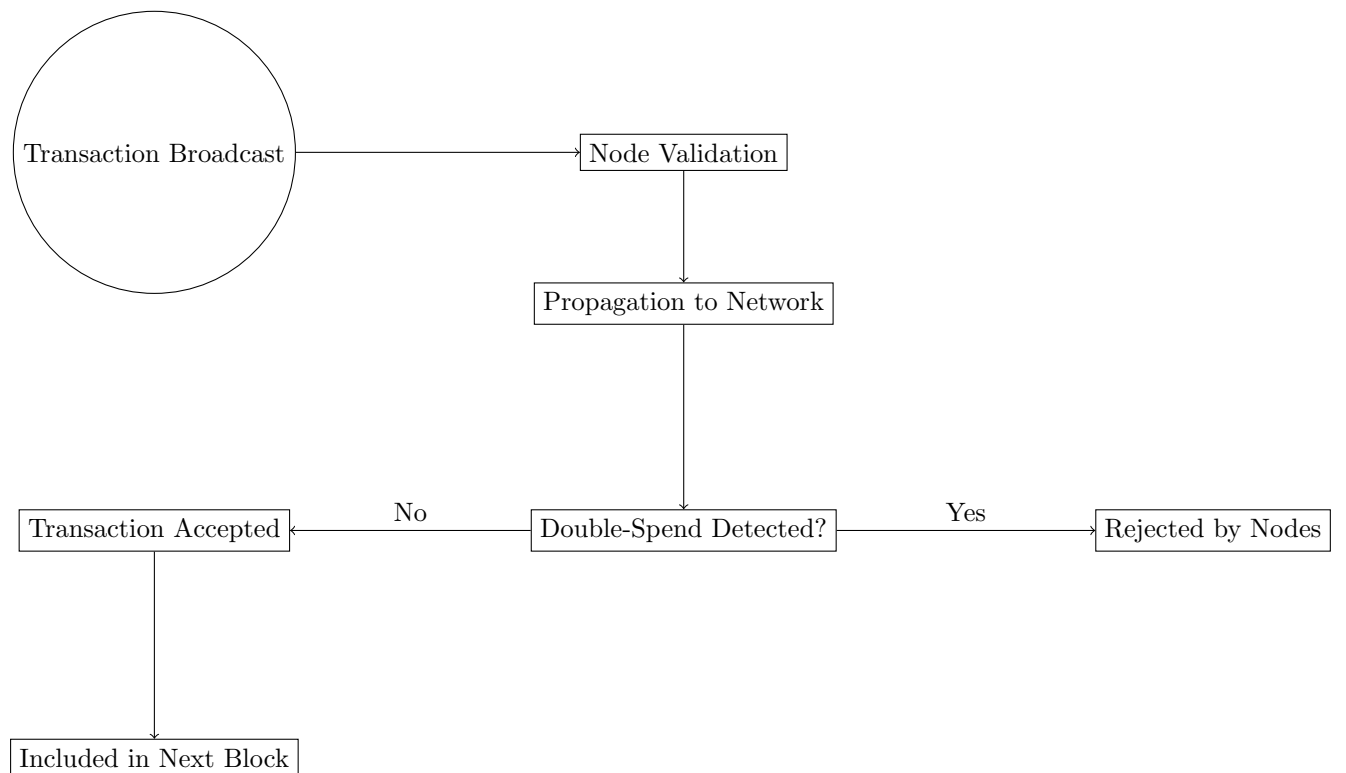 Transaction Broadcast
Node Validation
Propagation to Network
Transaction Accepted
No
Double-Spend Detected?
Yes
Rejected by Nodes
Included in Next Block